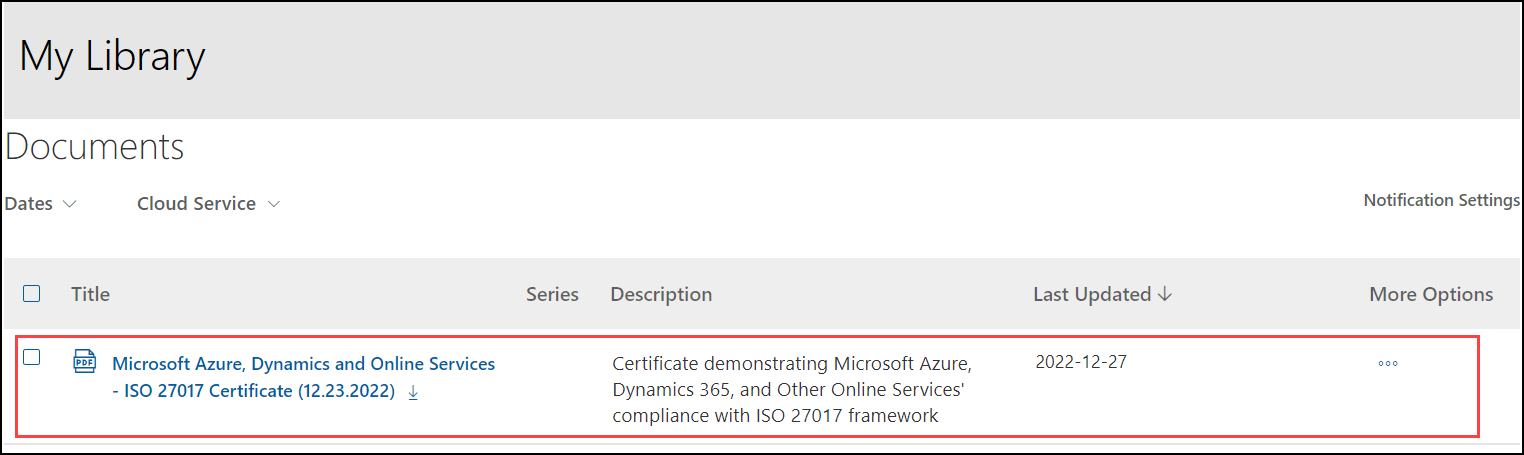 My Library
Documents
Dates
Cloud Service
Notification Settings
Title
Series
Description
Last Updated
More Options
PDF
Microsoft Azure, Dynamics and Online Services
- ISO 27017 Certificate (12.23.2022)
Certificate demonstrating Microsoft Azure,
Dynamics 365, and Other Online Services'
compliance with ISO 27017 framework
2022-12-27